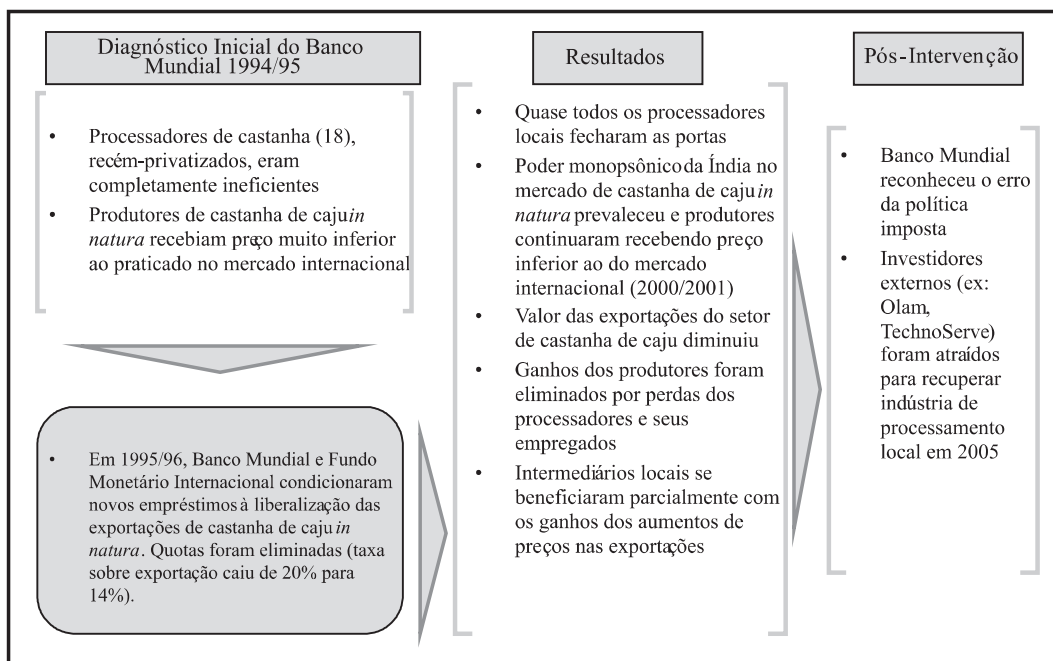 Diagnóstico Inicial do Banco
Mundial 1994/95
• Processadores de castanha (18),
recém-privatizados, eram
completamente ineficientes
• Produtores de castanha de caju in
natura recebiam preço muito inferior
ao praticado no mercado internacional
• Em 1995/96, Banco Mundial e Fundo
Monetário Internacional condicionaram
novos empréstimos à liberalização das
exportações de castanha de caju in
natura. Quotas foram eliminadas (taxa
sobre exportação caiu de 20% para
14%).
Resultados
• Quase todos os processadores
locais fecharam as portas
• Poder monopsônico da Índia no
mercado de castanha de caju in
natura prevaleceu e produtores
continuaram recebendo preço
inferior ao do mercado
internacional (2000/2001)
• Valor das exportações do setor
de castanha de caju diminuiu
• Ganhos dos produtores foram
eliminados por perdas dos
processadores e seus
empregados
• Intermediários locais se
beneficiaram parcialmente com
os ganhos dos aumentos de
preços nas exportações
Pós-Intervenção
• Banco Mundial
reconheceu o erro
da política
imposta
• Investidores
externos (ex:
Olam,
TechnoServe)
foram atraídos
para recuperar
indústria de
processamento
local em 2005